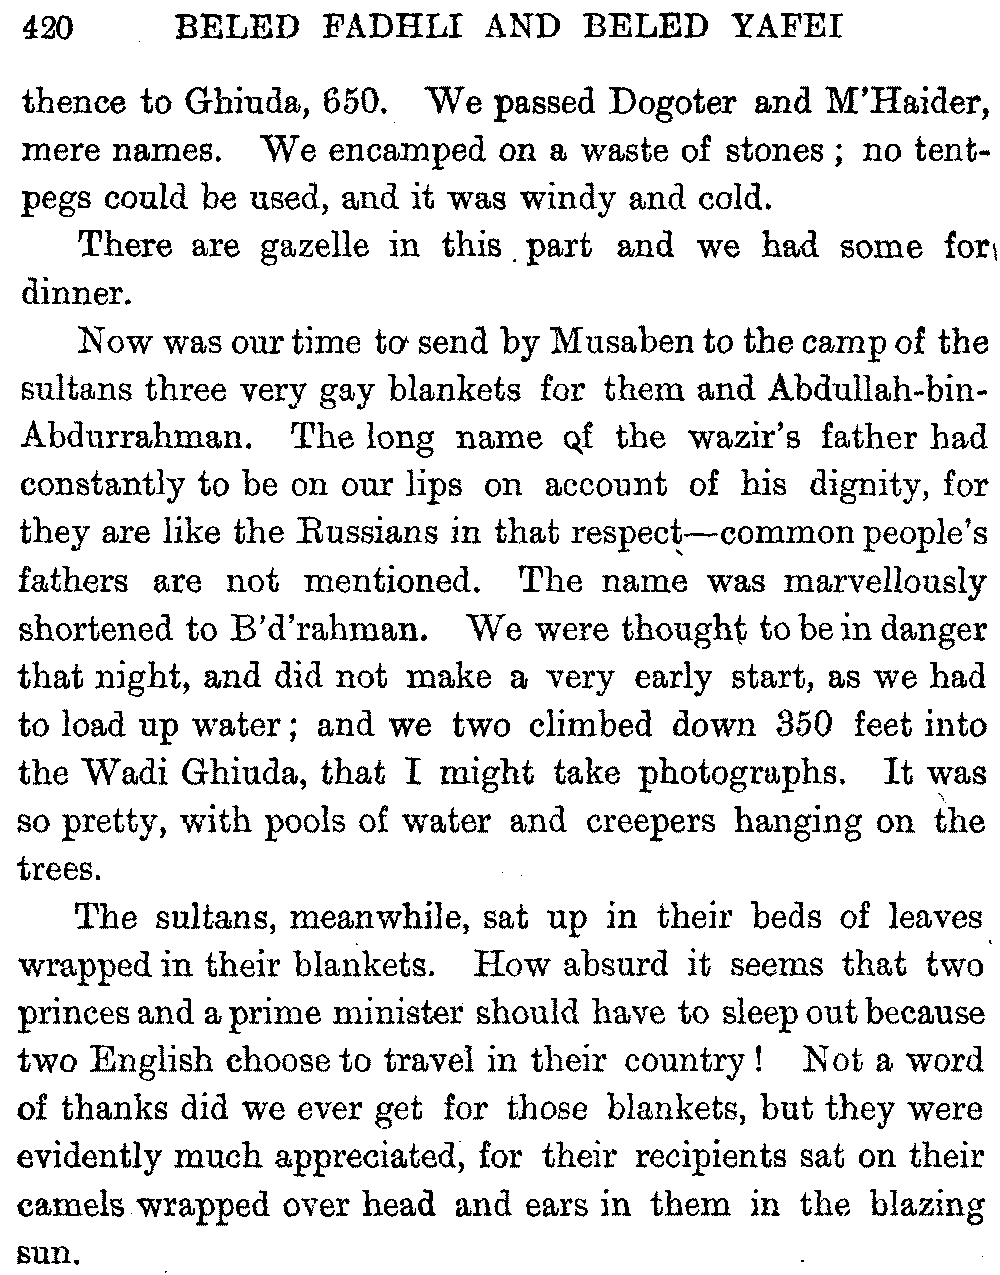 420 BELED FADHLI AND BELED YAFEI
thence to Ghiuda, 650. We passed Dogoter and M'Haider,
mere names. We encamped on a waste of stones ; no tent-
pegs could be used, and it was windy and cold.
There are gazelle in this part and we had some for
dinner.
Now was our time to send by Musaben to the camp of the
sultans three very gay blankets for them and Abdullah-bin-
Abdurrahman. The long name of the wazir's father had
constantly to be on our lips on account of his dignity, for
they are like the Russians in that respect—common people's
fathers are not mentioned. The name was marvellously
shortened to B'd'rahman. We were thought to be in danger
that night, and did not make a very early start, as we had
to load up water; and we two climbed down 350 feet into
the Wadi Ghiuda, that I might take photographs. It was
so pretty, with pools of water and creepers hanging on the
trees.
The sultans, meanwhile, sat up in their beds of leaves
wrapped in their blankets. How absurd it seems that two
princes and a prime minister should have to sleep out because
two English choose to travel in their country! Not a word
of thanks did we ever get for those blankets, but they were
evidently much appreciated, for their recipients sat on their
camels wrapped over head and ears in them in the blazing
sun.